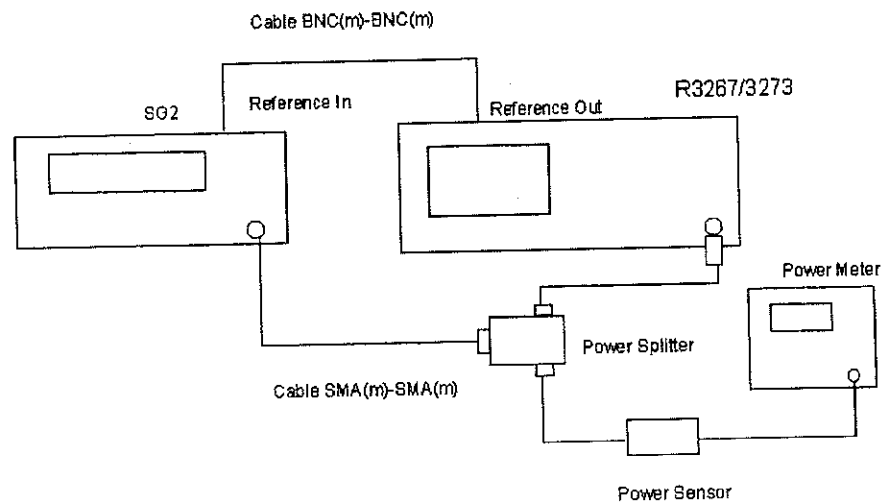 Cable BNC(m)-BNC(m)
R3267/3273
SG2
Reference In
Reference Out
Power Meter
Power Splitter
Cable SMA(m)-SMA(m)
Power Sensor